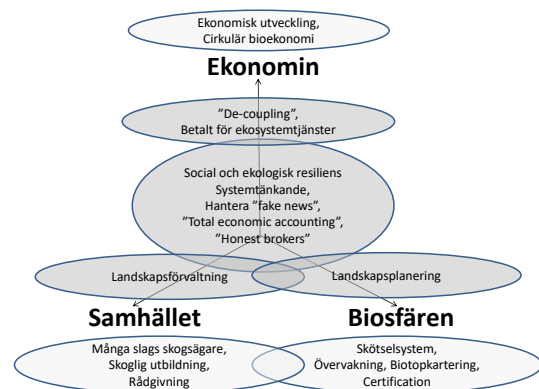 Ekonomisk utveckling,
Cirkulär bioekonomi
Ekonomin
”De-coupling”,
Betalt för ekosystemtjänster
Social och ekologisk resiliens
Systemtänkande,
Hantera ”fake news”,
”Total economic accounting”,
”Honest brokers”
Landskapsförvaltning
Landskapsplanering
Samhället
Biosfären
Många slags skogsägare,
Skoglig utbildning,
Rådgivning
Skötselsystem,
Övervakning, Biotopkartering,
Certification